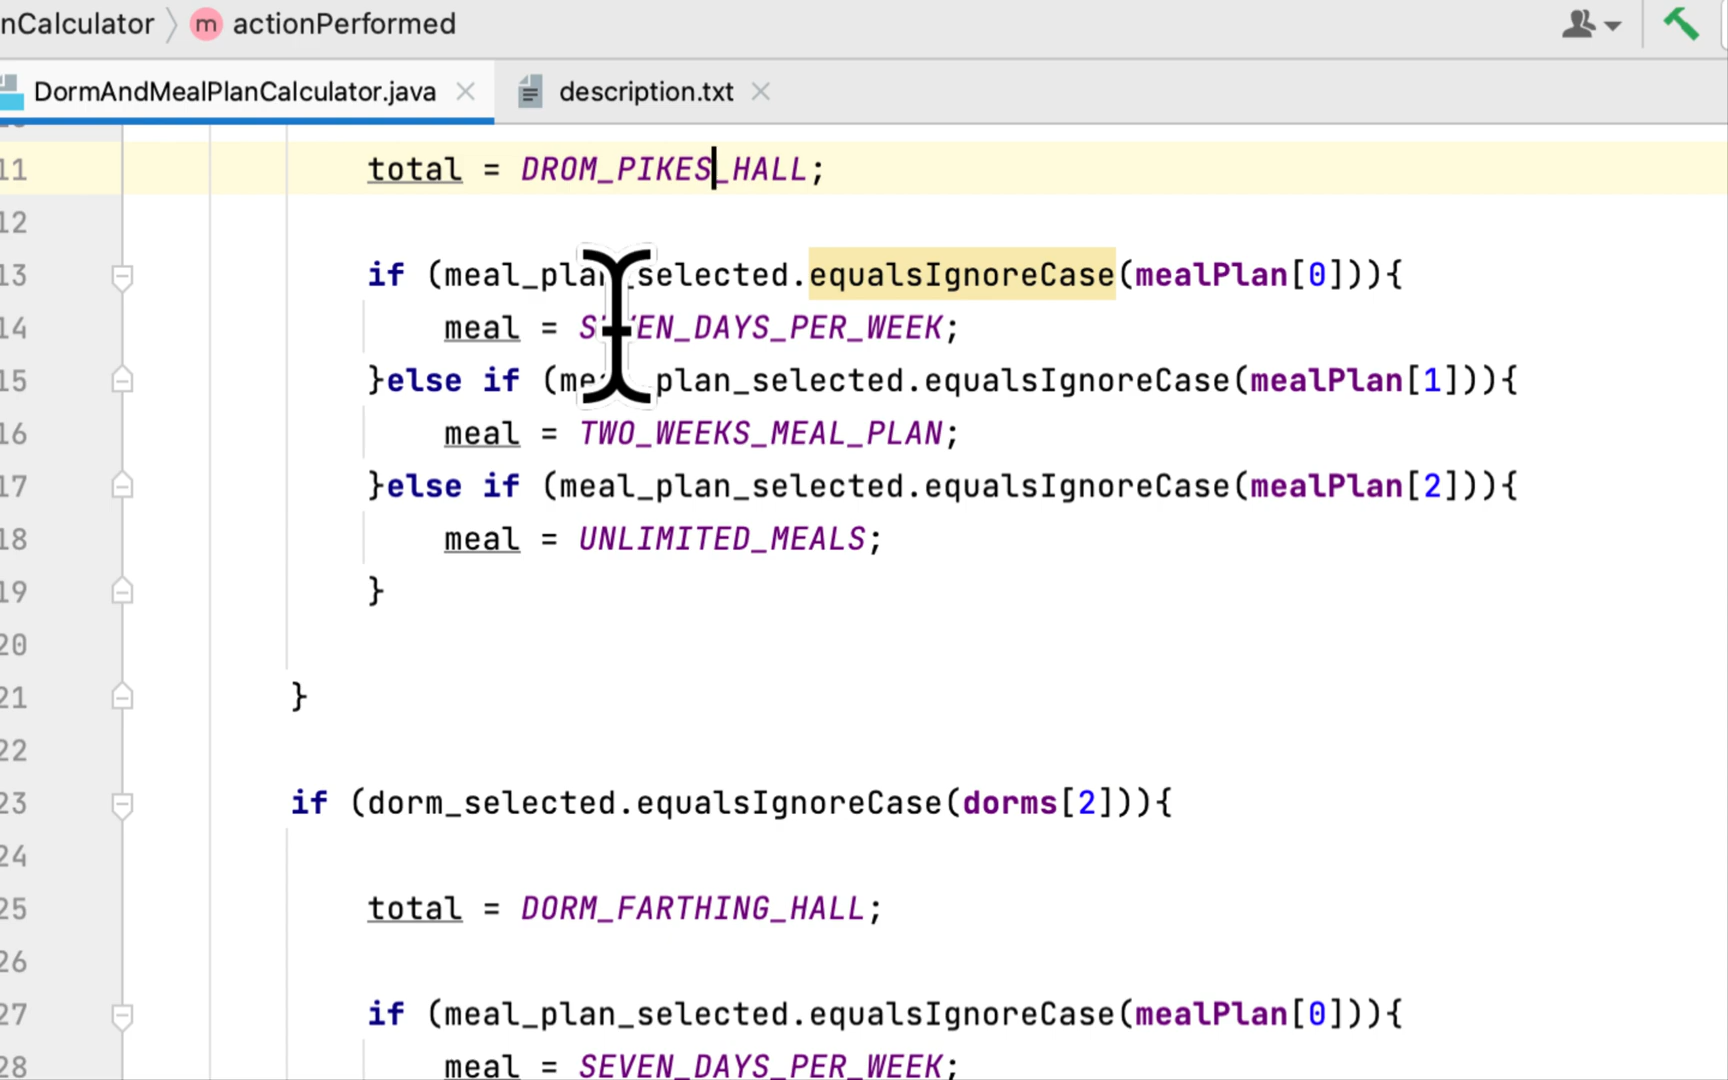 nCalculator m actionPerformed
DormAndMealPlanCalculator.java description.txt
11 total = DROM_PIKES_HALL;
12
13 if (meal_plan_selected.equalsIgnoreCase(mealPlan[0])){
14 meal = SEVEN_DAYS_PER_WEEK;
15 }else if (meal_plan_selected.equalsIgnoreCase(mealPlan[1])){
16 meal = TWO_WEEKS_MEAL_PLAN;
17 }else if (meal_plan_selected.equalsIgnoreCase(mealPlan[2])){
18 meal = UNLIMITED_MEALS;
19 }
20
21 }
22
23 if (dorm_selected.equalsIgnoreCase(dorms[2])){
24
25 total = DORM_FARTHING_HALL;
26
27 if (meal_plan_selected.equalsIgnoreCase(mealPlan[0])){
28 meal = SEVEN_DAYS_PER_WEEK;